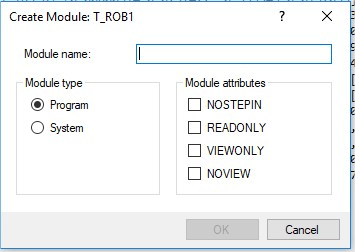 Create Module: T_ROB1
?
Module name:
Module type
Program
System
Module attributes
NOSTEPIN
READONLY
VIEWONLY
NOVIEW
OK
Cancel